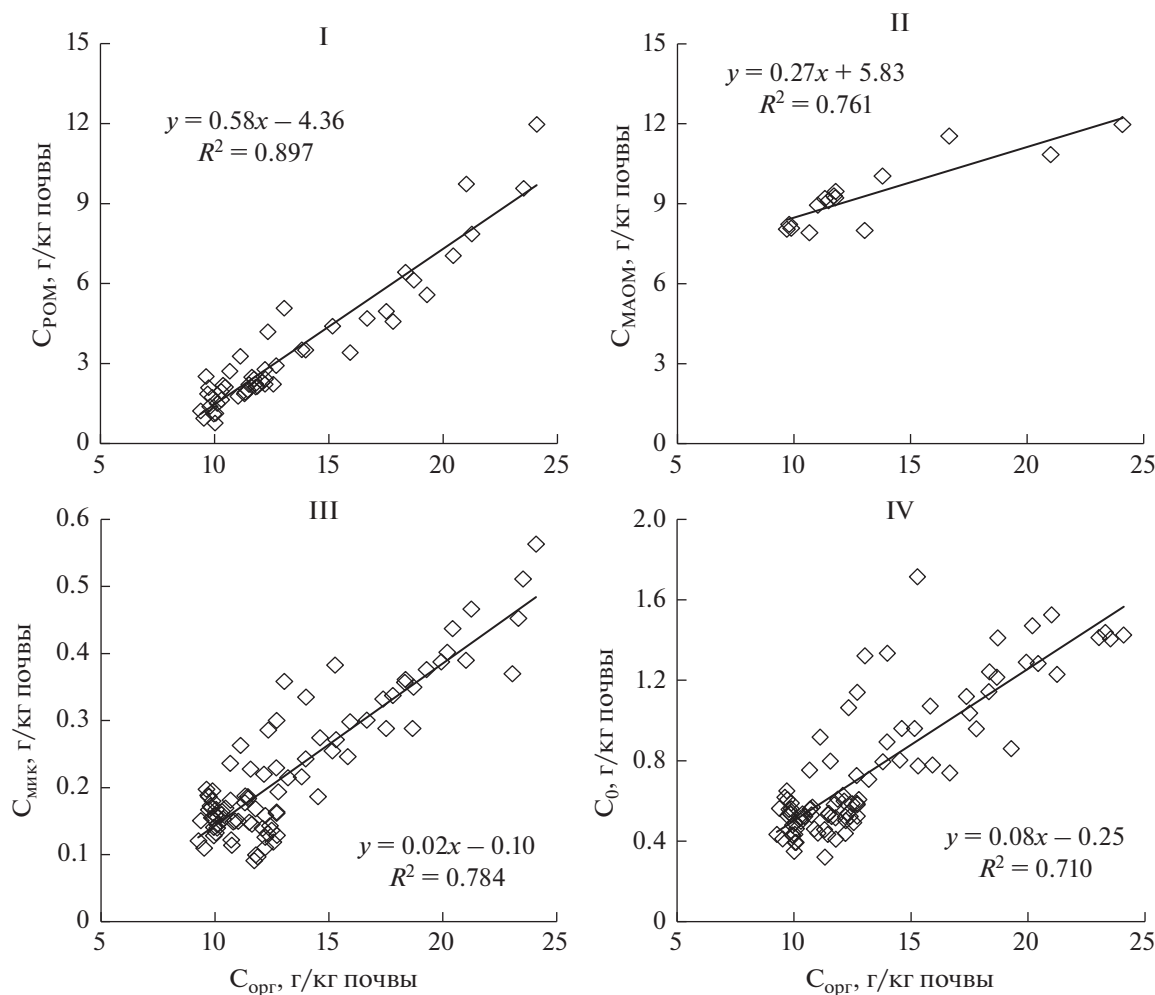 I
15
12
9
6
3
0
5
10
15
20
25
y = 0.58x − 4.36
R² = 0.897
C_POM, г/кг почвы
II
15
12
9
6
3
0
5
10
15
20
25
y = 0.27x + 5.83
R² = 0.761
C_MAOM, г/кг почвы
III
0.6
0.5
0.4
0.3
0.2
0.1
0
5
10
15
20
25
y = 0.02x − 0.10
R² = 0.784
C_мик, г/кг почвы
C_орг, г/кг почвы
IV
2.0
1.6
1.2
0.8
0.4
0
5
10
15
20
25
y = 0.08x − 0.25
R² = 0.710
C_0, г/кг почвы
C_орг, г/кг почвы